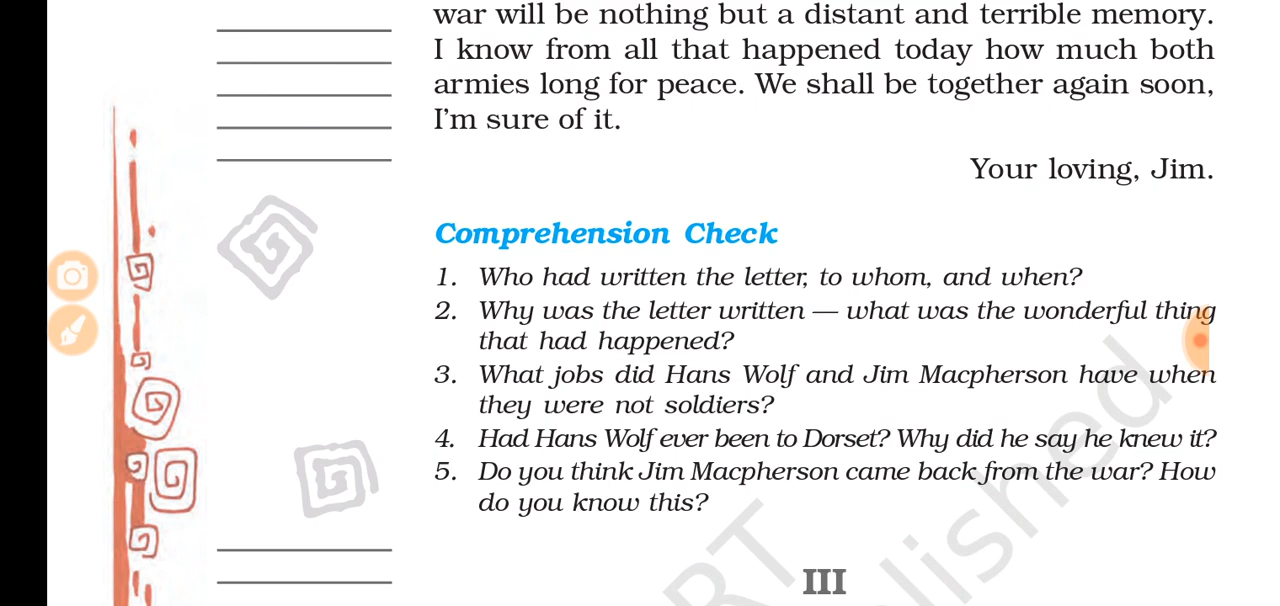 war will be nothing but a distant and terrible memory.
I know from all that happened today how much both
armies long for peace. We shall be together again soon,
I'm sure of it.
Your loving, Jim.
Comprehension Check
1. Who had written the letter, to whom, and when?
2. Why was the letter written — what was the wonderful thing
that had happened?
3. What jobs did Hans Wolf and Jim Macpherson have when
they were not soldiers?
4. Had Hans Wolf ever been to Dorset? Why did he say he knew it?
5. Do you think Jim Macpherson came back from the war? How
do you know this?
III